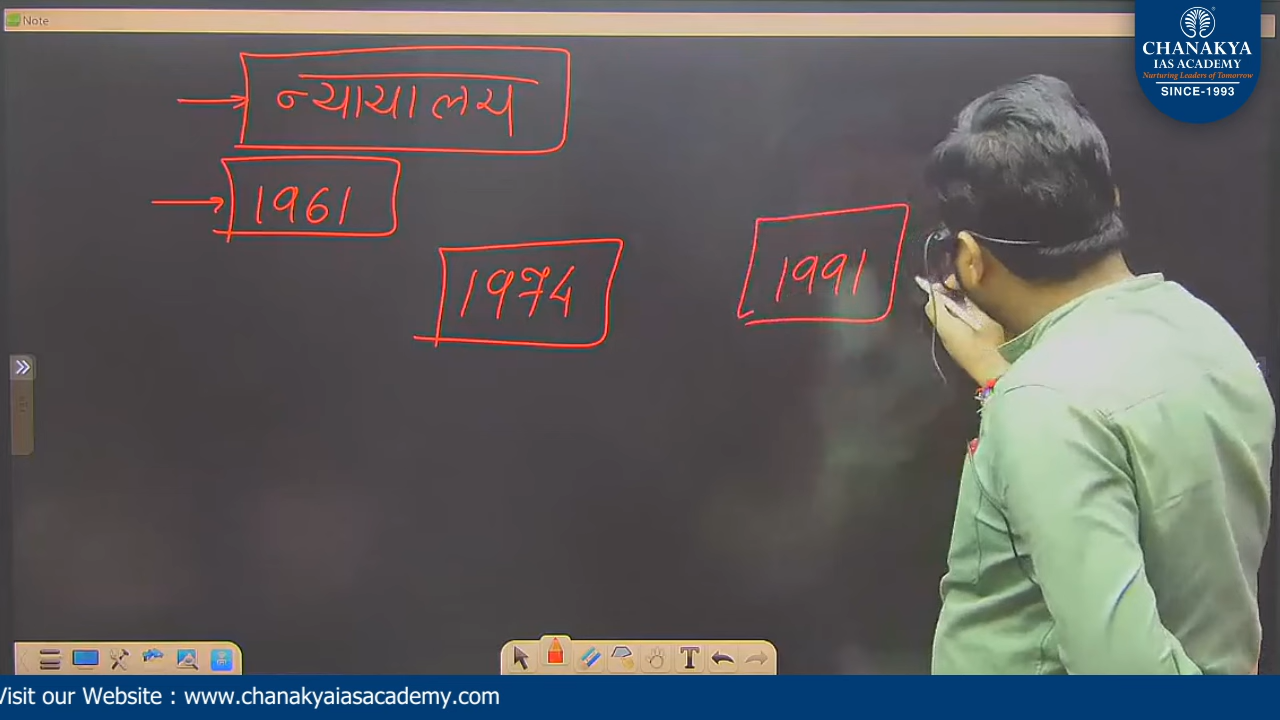 Note
CHANAKYA
IAS ACADEMY
Nurturing Leaders of Tomorrow
SINCE-1993
न्यायालय
1961
1974
1991
T
Visit our Website : www.chanakyaiasacademy.com